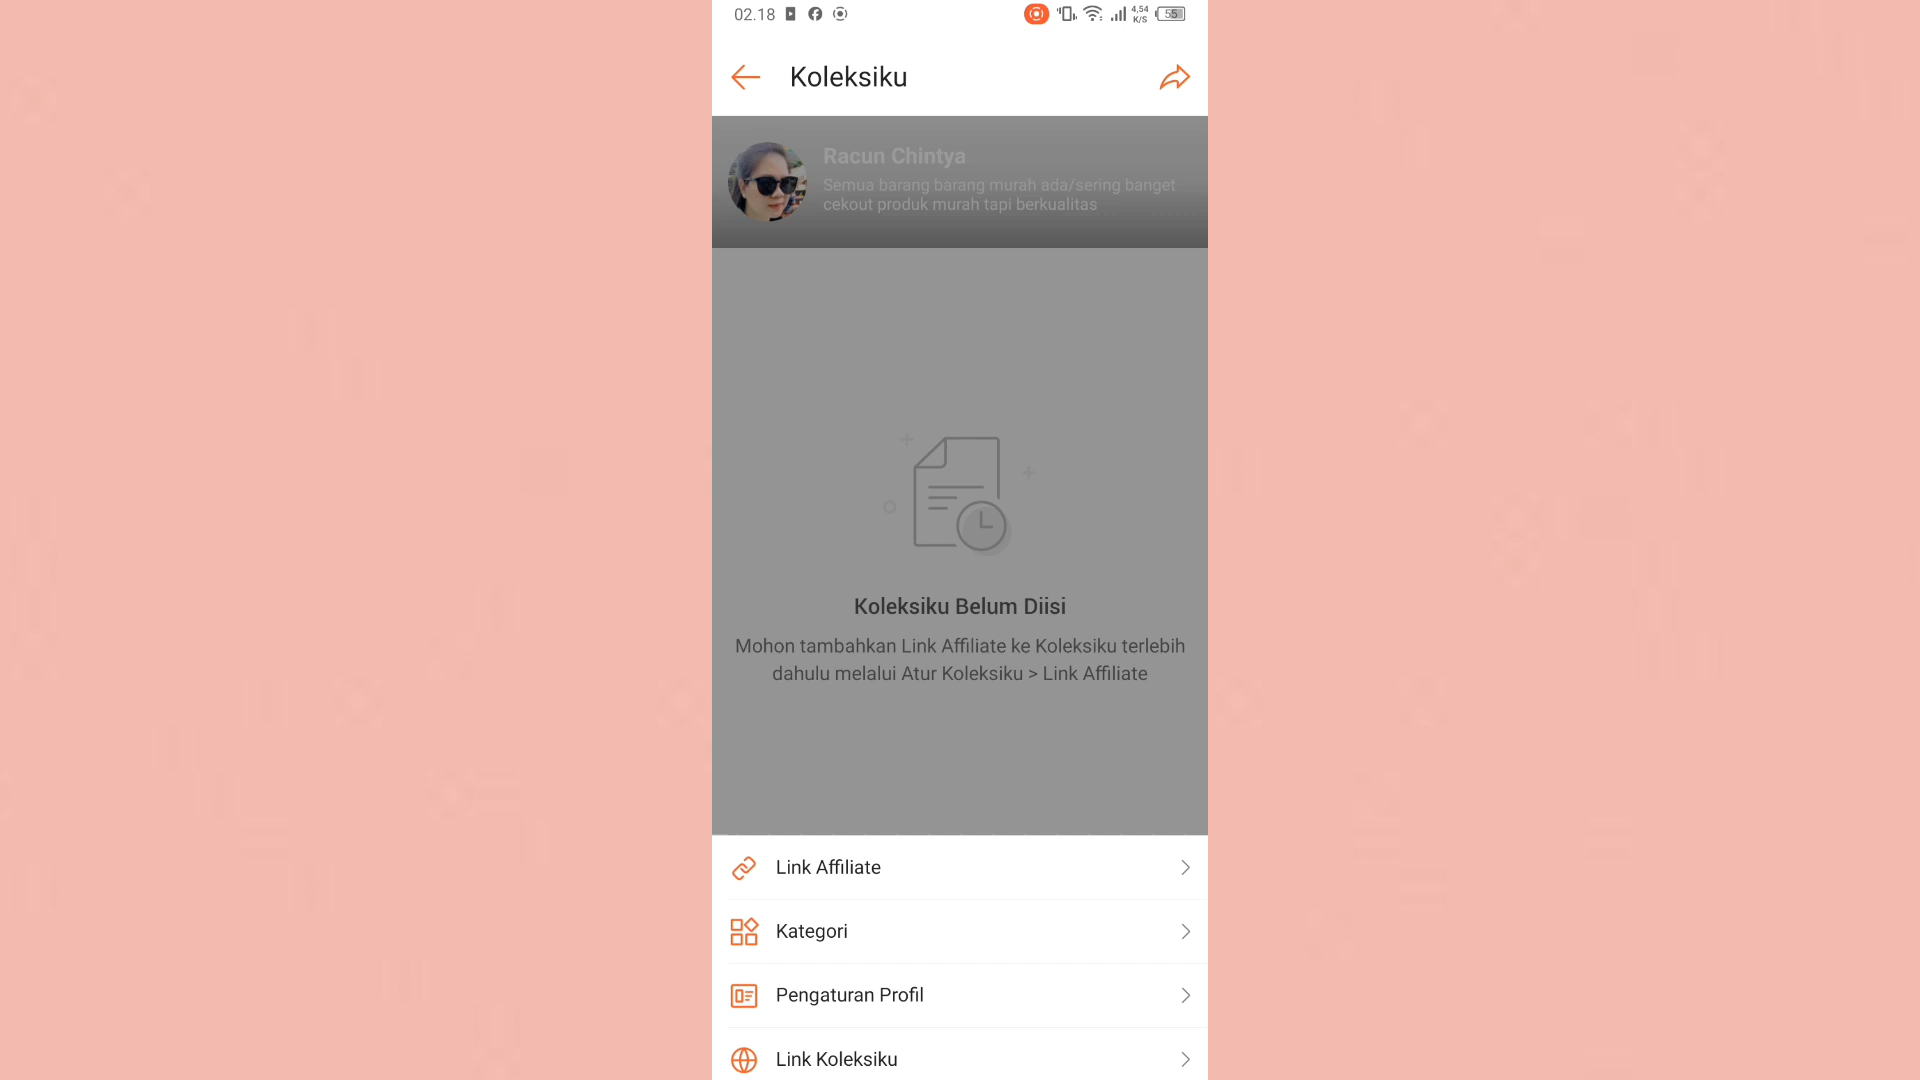 02.18
4,54
K/S
55
Koleksiku
Racun Chintya
Semua barang barang murah ada/sering banget
cekout produk murah tapi berkualitas
Koleksiku Belum Diisi
Mohon tambahkan Link Affiliate ke Koleksiku terlebih
dahulu melalui Atur Koleksiku > Link Affiliate
Link Affiliate
Kategori
Pengaturan Profil
Link Koleksiku